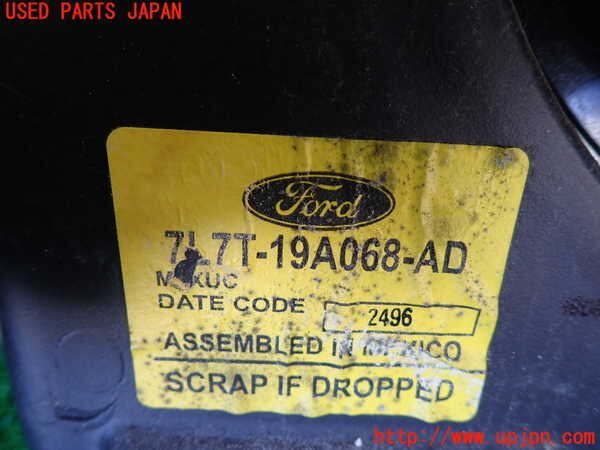 USED PARTS JAPAN
Ford
7L7T-19A068-AD
DATE CODE 2496
ASSEMBLED IN MEXICO
SCRAP IF DROPPED
http://www.upjpn.com